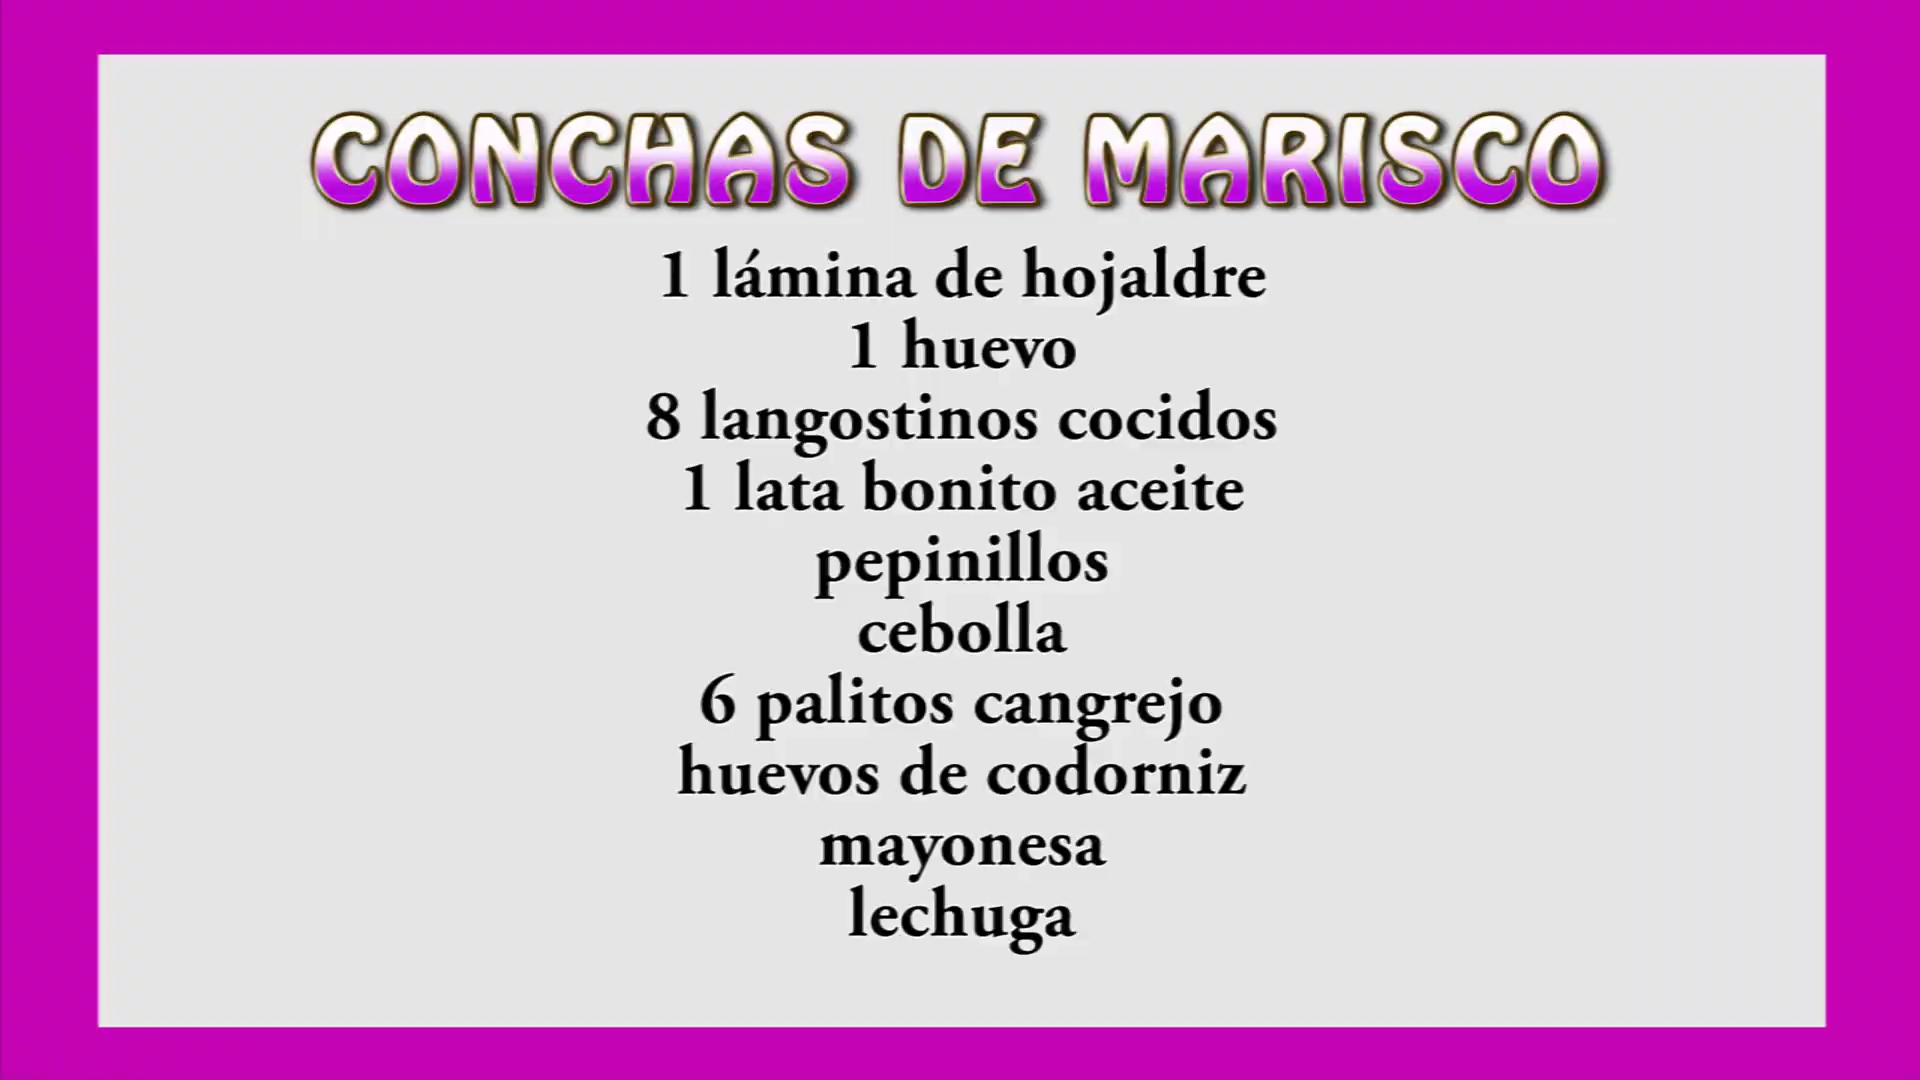 CONCHAS DE MARISCO
1 lámina de hojaldre
1 huevo
8 langostinos cocidos
1 lata bonito aceite
pepinillos
cebolla
6 palitos cangrejo
huevos de codorniz
mayonesa
lechuga